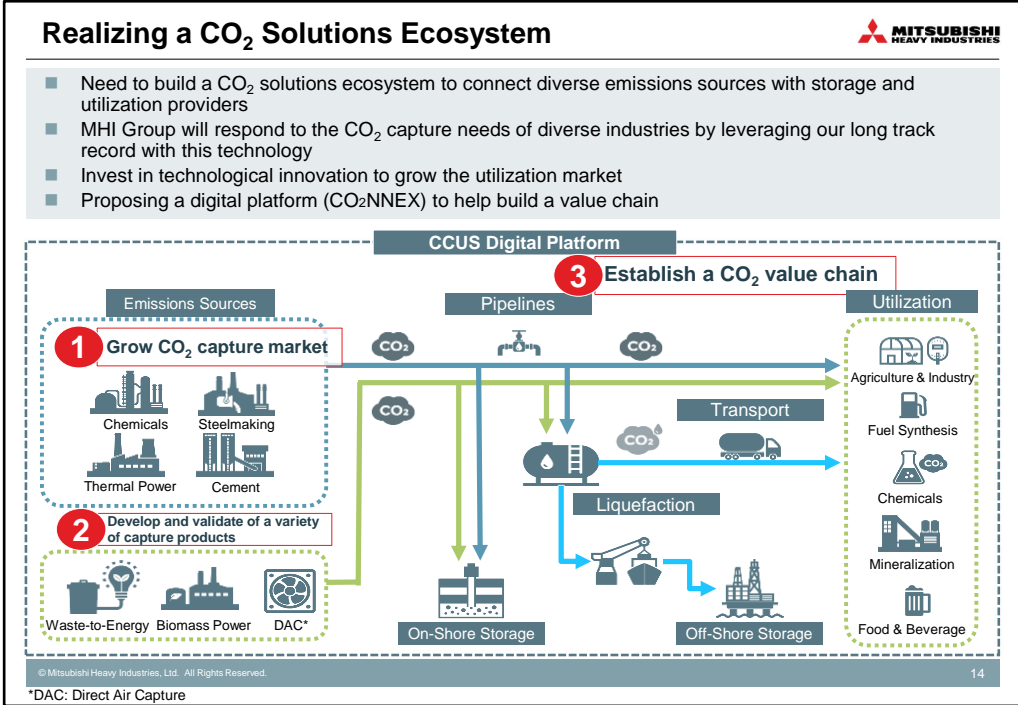 Realizing a CO₂ Solutions Ecosystem
MITSUBISHI
HEAVY INDUSTRIES
■ Need to build a CO₂ solutions ecosystem to connect diverse emissions sources with storage and
utilization providers
■ MHI Group will respond to the CO₂ capture needs of diverse industries by leveraging our long track
record with this technology
■ Invest in technological innovation to grow the utilization market
■ Proposing a digital platform (CO2NNEX) to help build a value chain
CCUS Digital Platform
3 Establish a CO₂ value chain
Emissions Sources
Pipelines
Utilization
1 Grow CO₂ capture market
CO₂
CO₂
CO₂
Chemicals
Steelmaking
Thermal Power
Cement
2 Develop and validate of a variety
of capture products
Waste-to-Energy
Biomass Power
DAC*
Transport
CO₂
Liquefaction
On-Shore Storage
Off-Shore Storage
Agriculture & Industry
Fuel Synthesis
CO₂
Chemicals
Mineralization
Food & Beverage
© Mitsubishi Heavy Industries, Ltd. All Rights Reserved.
14
*DAC: Direct Air Capture